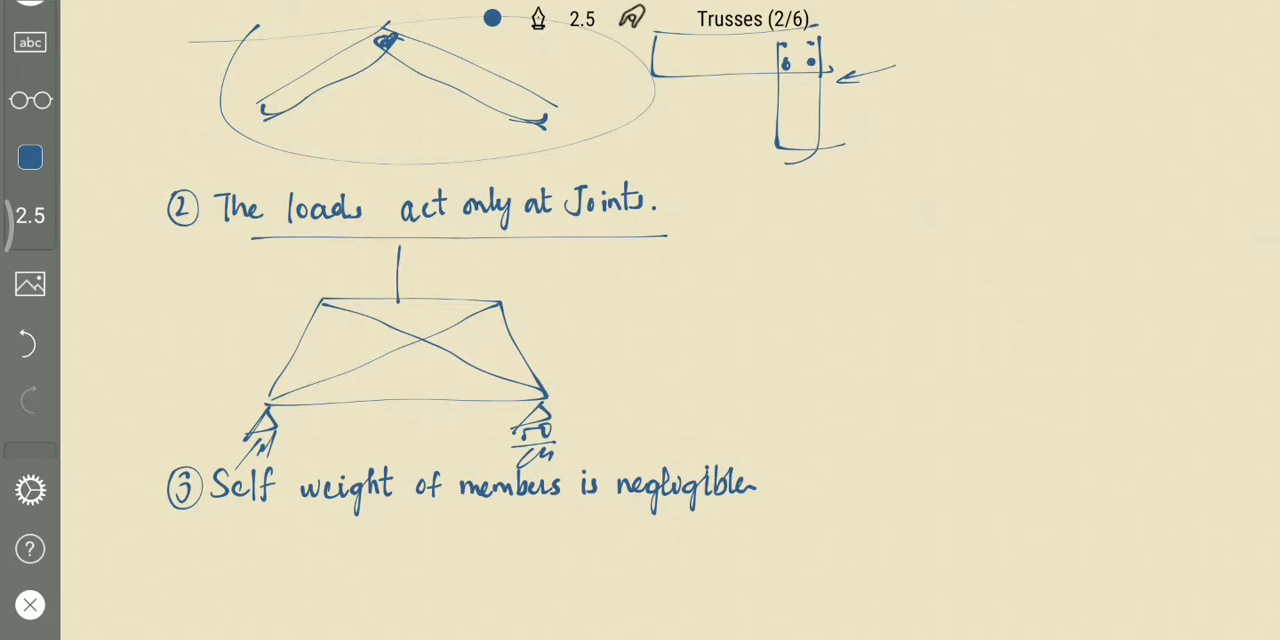 abc
2.5
Trusses (2/6)
2.5
② The loads act only at Joints.
③ Self weight of members is neglugible
?